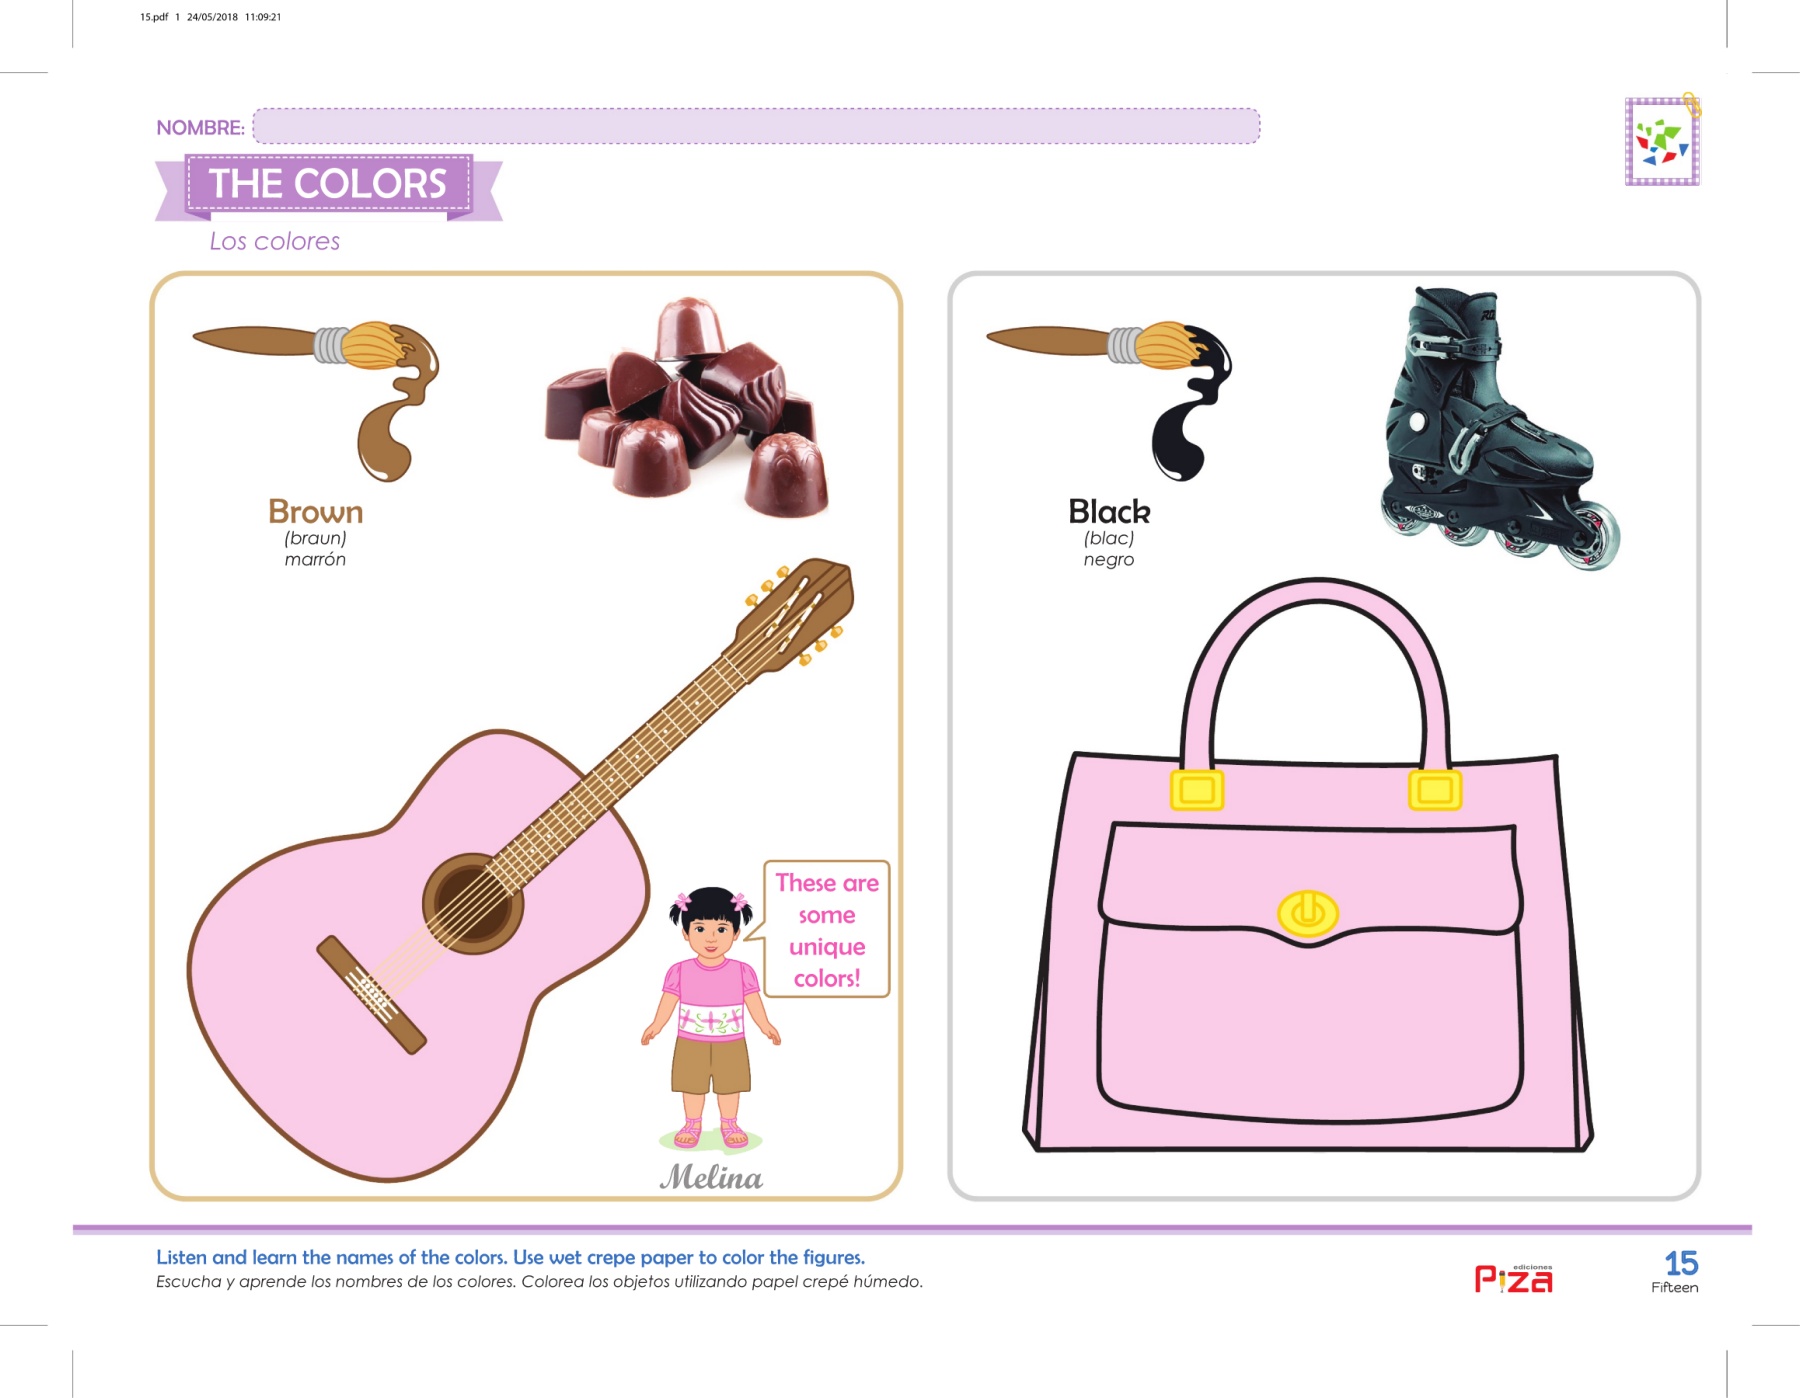 15.pdf 1 24/05/2018 11:09:21
NOMBRE:
THE COLORS
Los colores
Brown
(braun)
marrón
Black
(blac)
negro
These are
some
unique
colors!
Melina
Listen and learn the names of the colors. Use wet crepe paper to color the figures.
Escucha y aprende los nombres de los colores. Colorea los objetos utilizando papel crepé húmedo.
ediciones
Piza
15
Fifteen